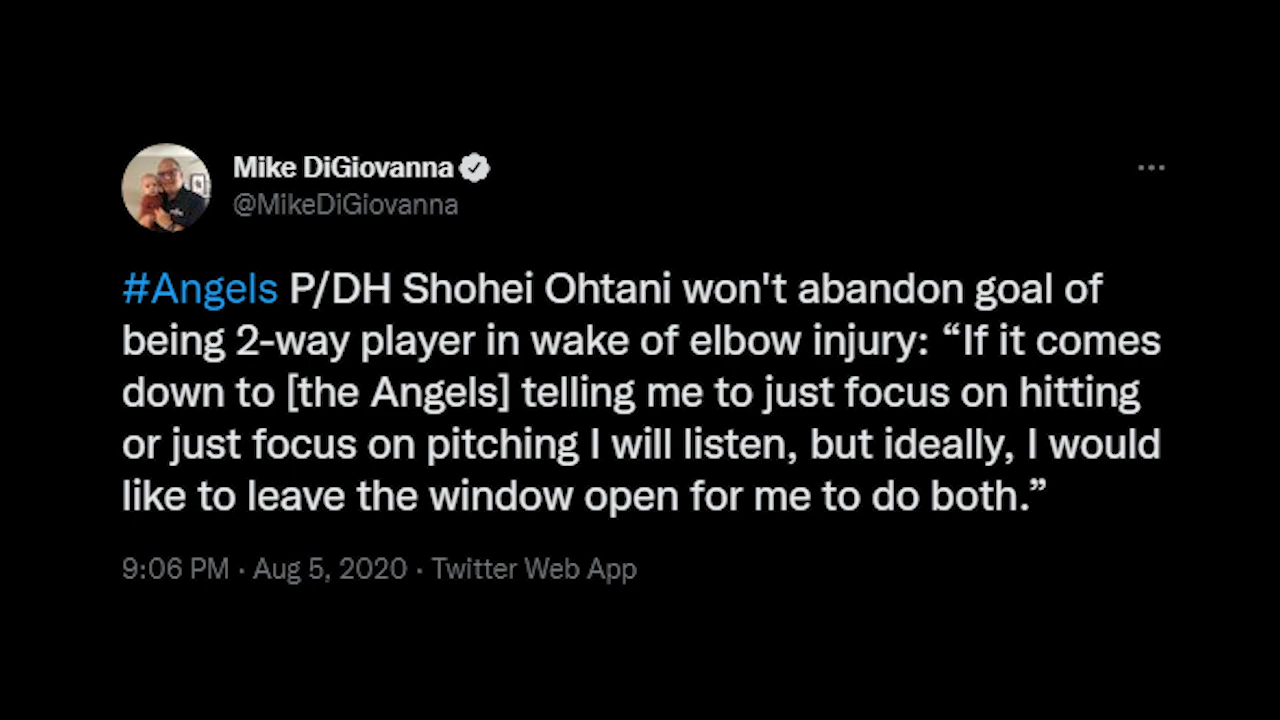 Mike DiGiovanna
@MikeDiGiovanna
#Angels P/DH Shohei Ohtani won't abandon goal of
being 2-way player in wake of elbow injury: “If it comes
down to [the Angels] telling me to just focus on hitting
or just focus on pitching I will listen, but ideally, I would
like to leave the window open for me to do both.”
9:06 PM · Aug 5, 2020 · Twitter Web App